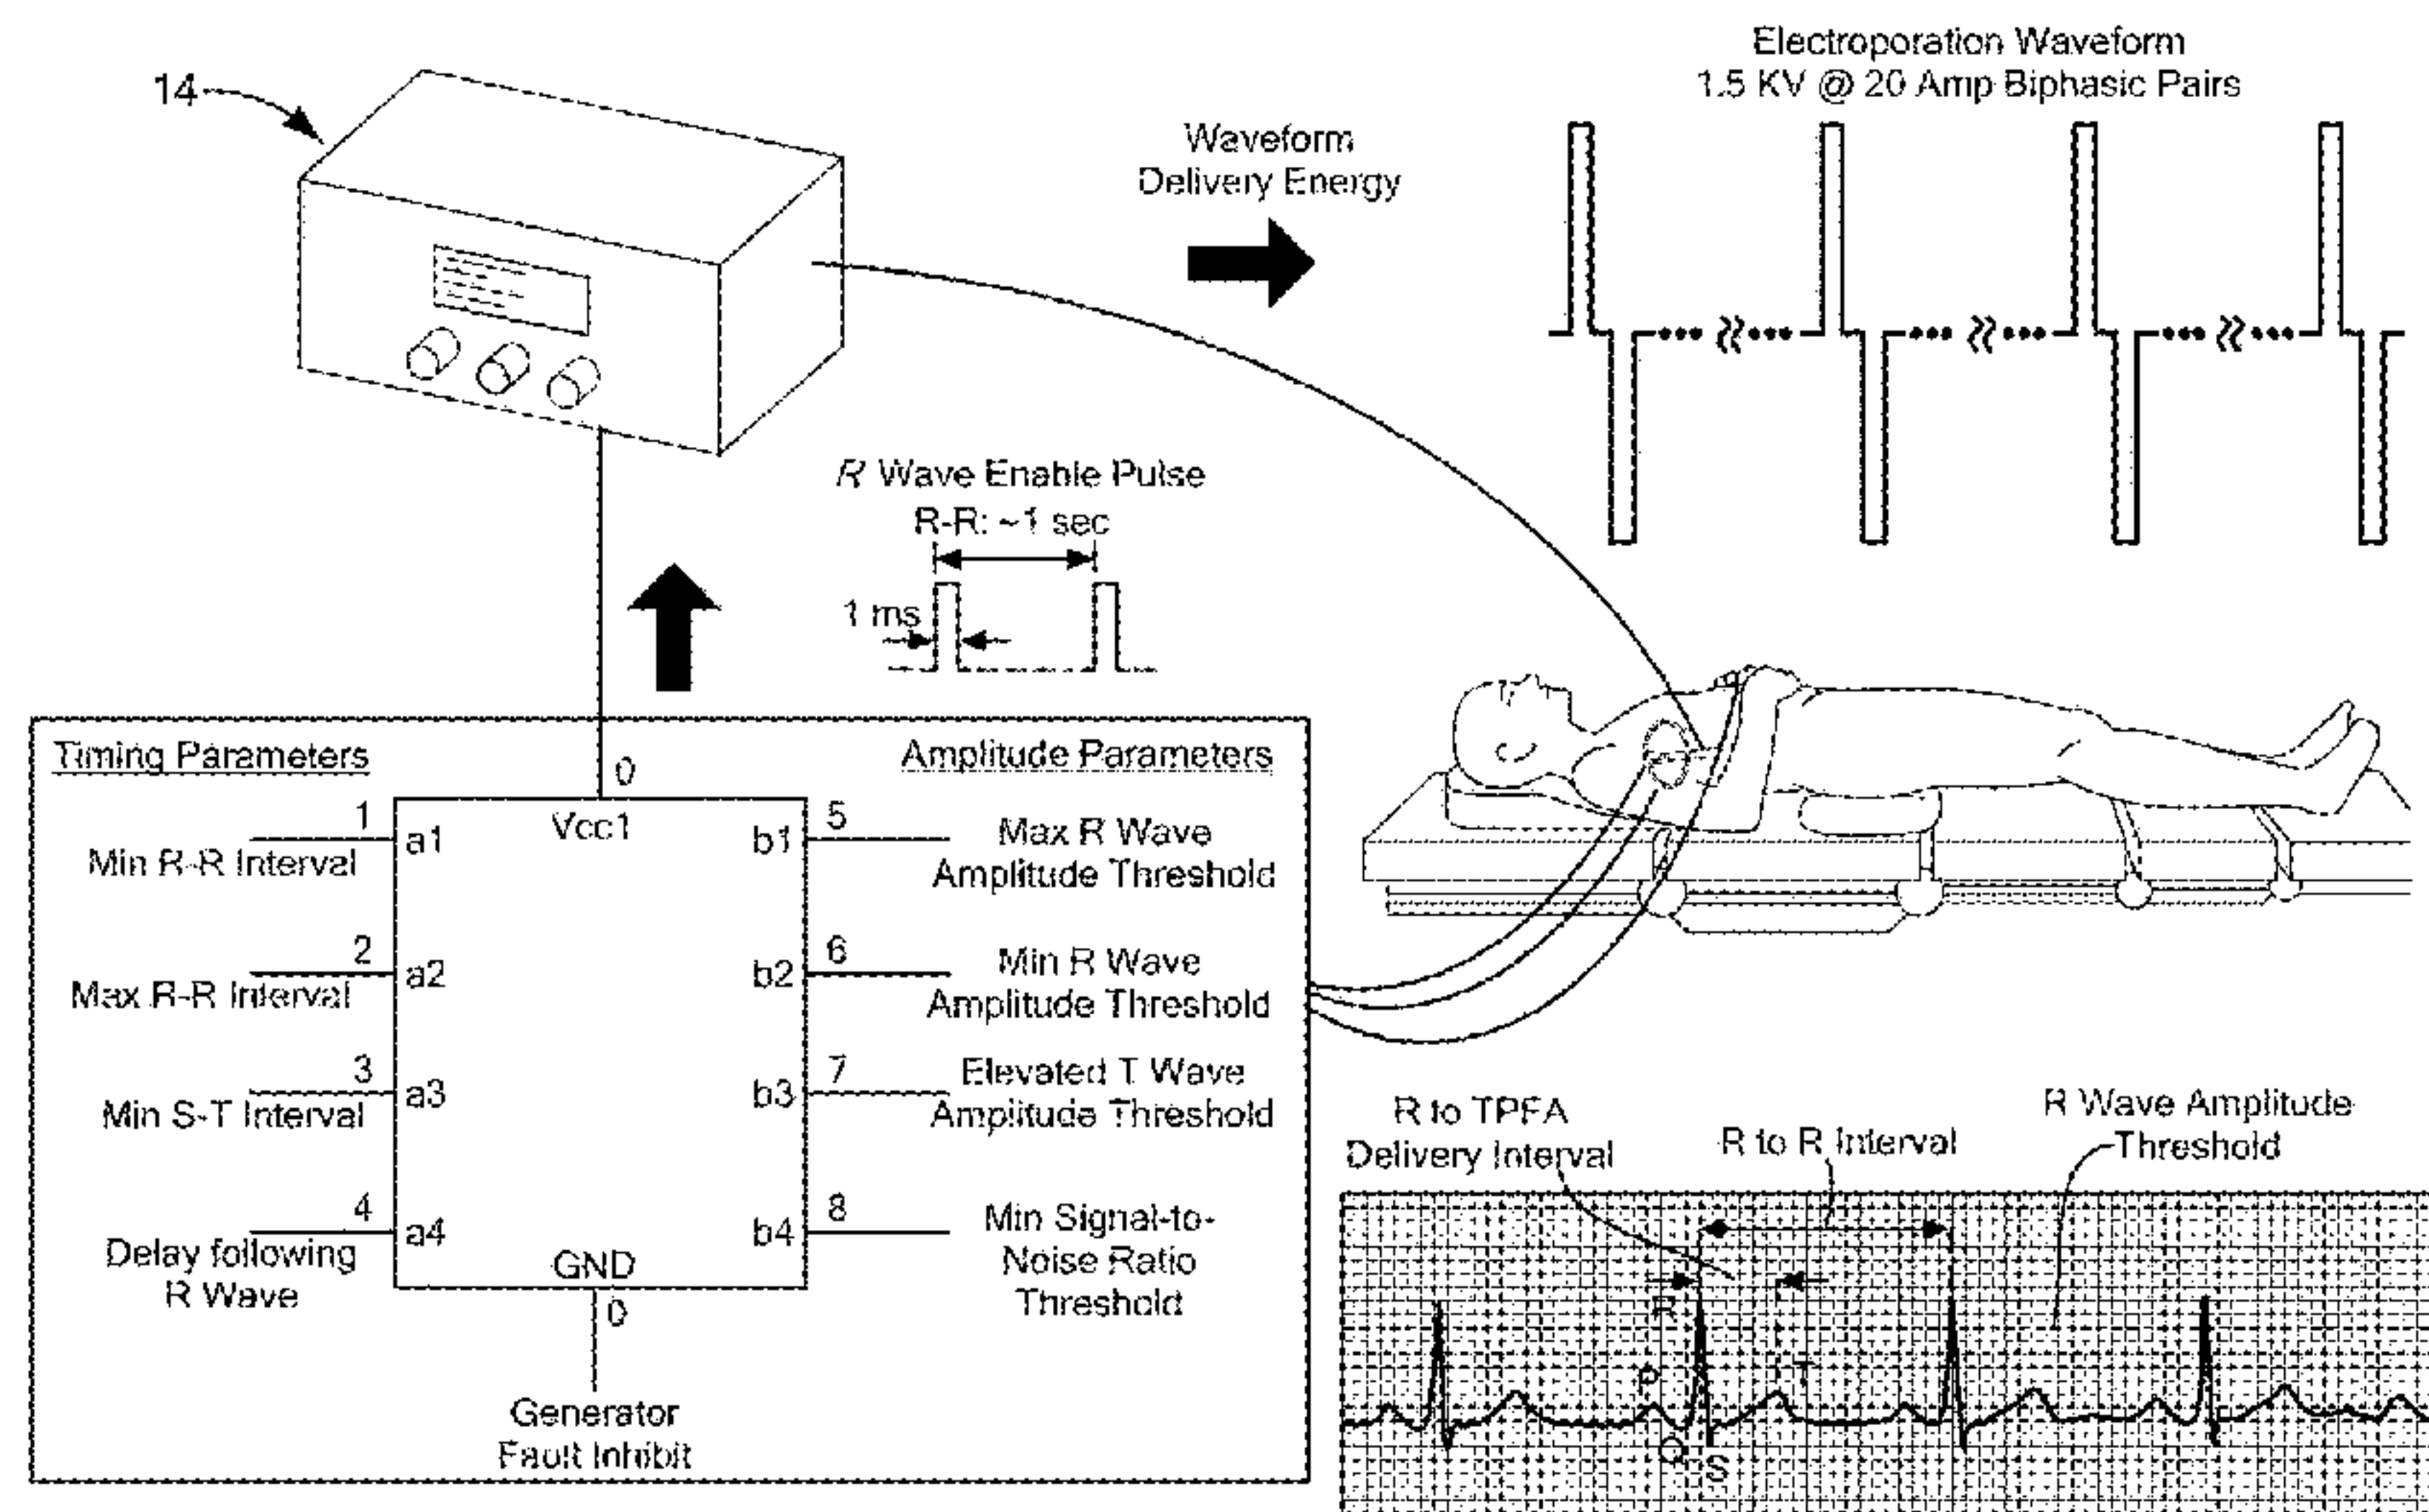 14
Electroporation Waveform
1.5 KV @ 20 Amp Biphasic Pairs
Waveform
Delivery Energy
R Wave Enable Pulse
R-R: ~1 sec
1 ms
Timing Parameters
Amplitude Parameters
0
Vcc1
1
a1
Min R-R Interval
2
a2
Max R-R Interval
3
a3
Min S-T Interval
4
a4
Delay following
R Wave
b1
5
Max R Wave
Amplitude Threshold
b2
6
Min R Wave
Amplitude Threshold
b3
7
Elevated T Wave
Amplitude Threshold
b4
8
Min Signal-to-
Noise Ratio
Threshold
GND
0
Generator
Fault Inhibit
R to TPFA
Delivery Interval
R to R Interval
R Wave Amplitude
Threshold
R
P
T
Q
S